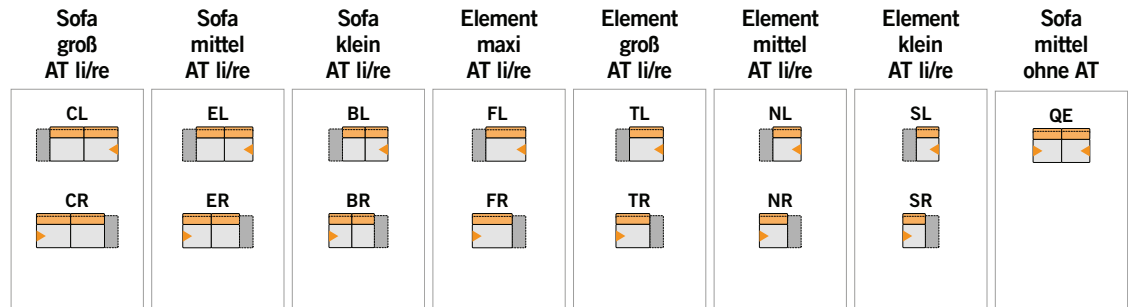 Sofa
groß
AT li/re
Sofa
mittel
AT li/re
Sofa
klein
AT li/re
Element
maxi
AT li/re
Element
groß
AT li/re
Element
mittel
AT li/re
Element
klein
AT li/re
Sofa
mittel
ohne AT
CL
EL
BL
FL
TL
NL
SL
QE
CR
ER
BR
FR
TR
NR
SR